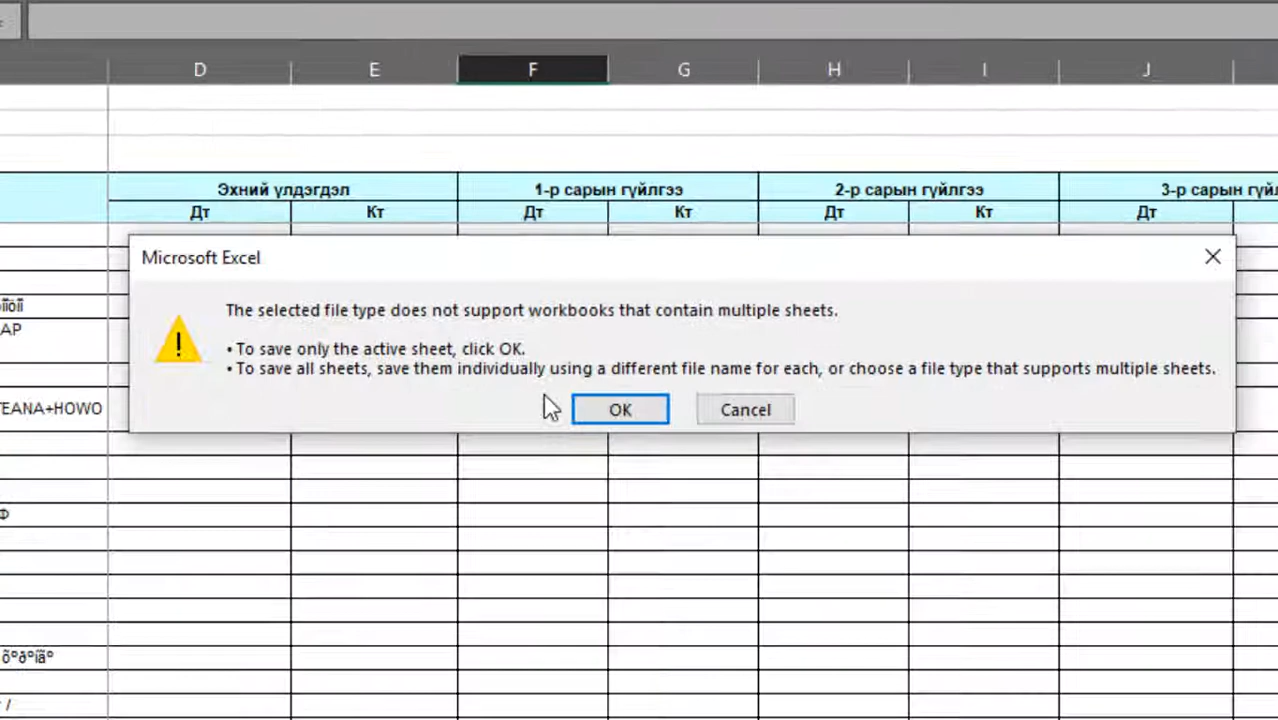 D E F G H I J
Эхний үлдэгдэл 1-р сарын гүйлгээ 2-р сарын гүйлгээ 3-р сарын гүйл
Дт Кт Дт Кт Дт Кт Дт
Microsoft Excel
The selected file type does not support workbooks that contain multiple sheets.
АР
• To save only the active sheet, click OK.
• To save all sheets, save them individually using a different file name for each, or choose a file type that supports multiple sheets.
TEANA+HOWO OK Cancel
Ф
õºðºíãº
/